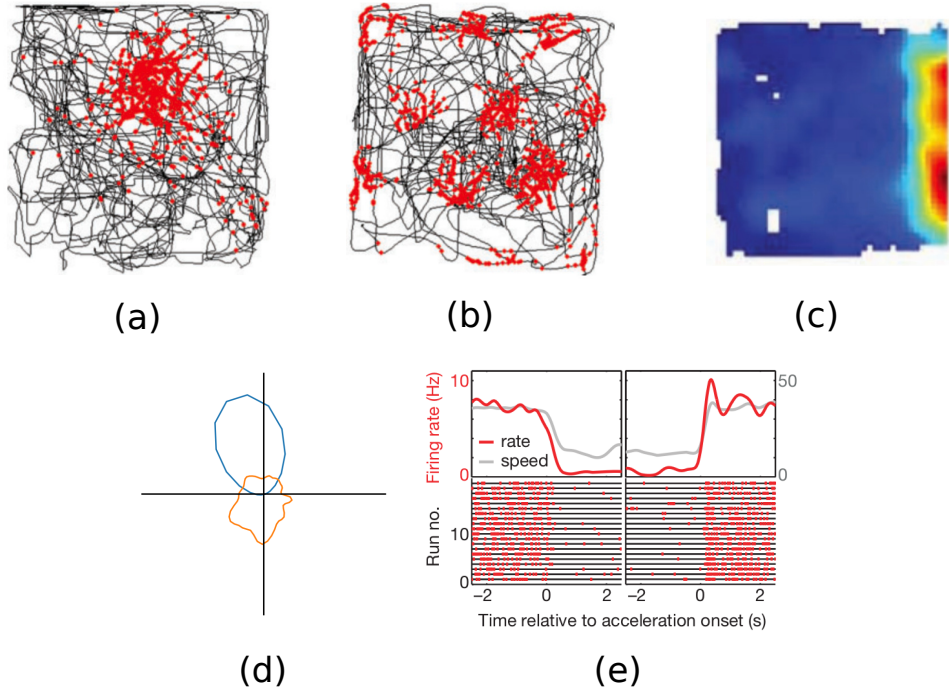 (a)
(b)
(c)
(d)
10
Firing rate (Hz)
0
rate
speed
50
0
Run no.
10
0
−2
0
2
−2
0
2
Time relative to acceleration onset (s)
(e)